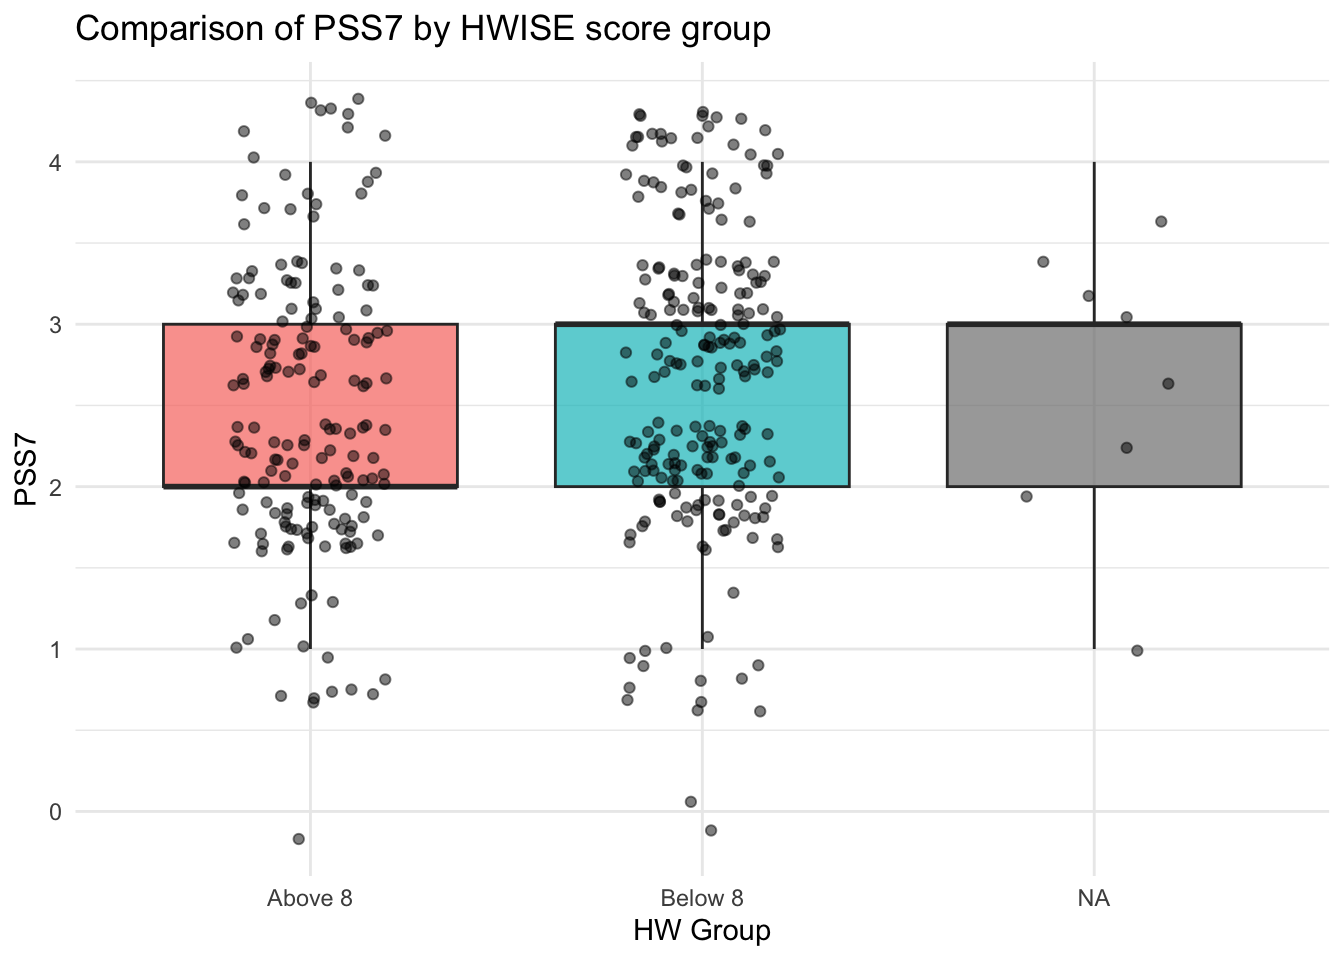 Comparison of PSS7 by HWISE score group
PSS7
4
3
2
1
0
Above 8
Below 8
NA
HW Group